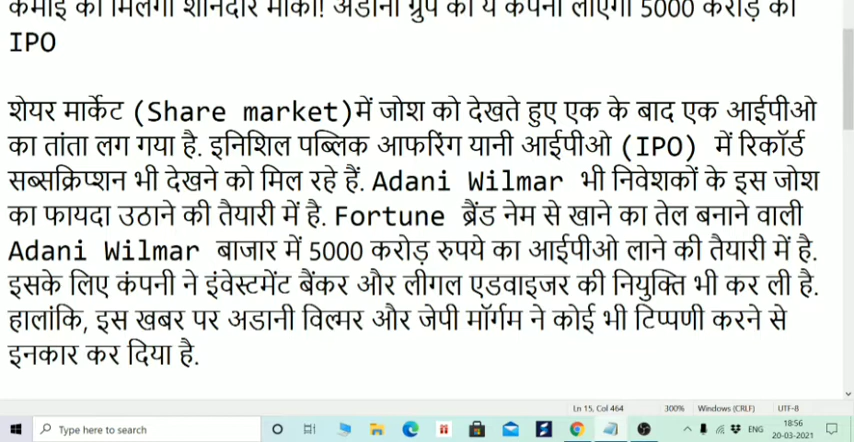 कमाई का मिलेगा शानदार मौका! अडानी ग्रुप की ये कंपनी लाएगी 5000 करोड़ का
IPO
शेयर मार्केट (Share market)में जोश को देखते हुए एक के बाद एक आईपीओ
का तांता लग गया है. इनिशिल पब्लिक आफरिंग यानी आईपीओ (IPO) में रिकॉर्ड
सब्सक्रिप्शन भी देखने को मिल रहे हैं. Adani Wilmar भी निवेशकों के इस जोश
का फायदा उठाने की तैयारी में है. Fortune ब्रैंड नेम से खाने का तेल बनाने वाली
Adani Wilmar बाजार में 5000 करोड़ रुपये का आईपीओ लाने की तैयारी में है.
इसके लिए कंपनी ने इंवेस्टमेंट बैंकर और लीगल एडवाइजर की नियुक्ति भी कर ली है.
हालांकि, इस खबर पर अडानी विल्मर और जेपी मॉर्गम ने कोई भी टिप्पणी करने से
इनकार कर दिया है.
Ln 15, Col 464 300% Windows (CRLF) UTF-8
Type here to search ENG 18:56
20-03-2021